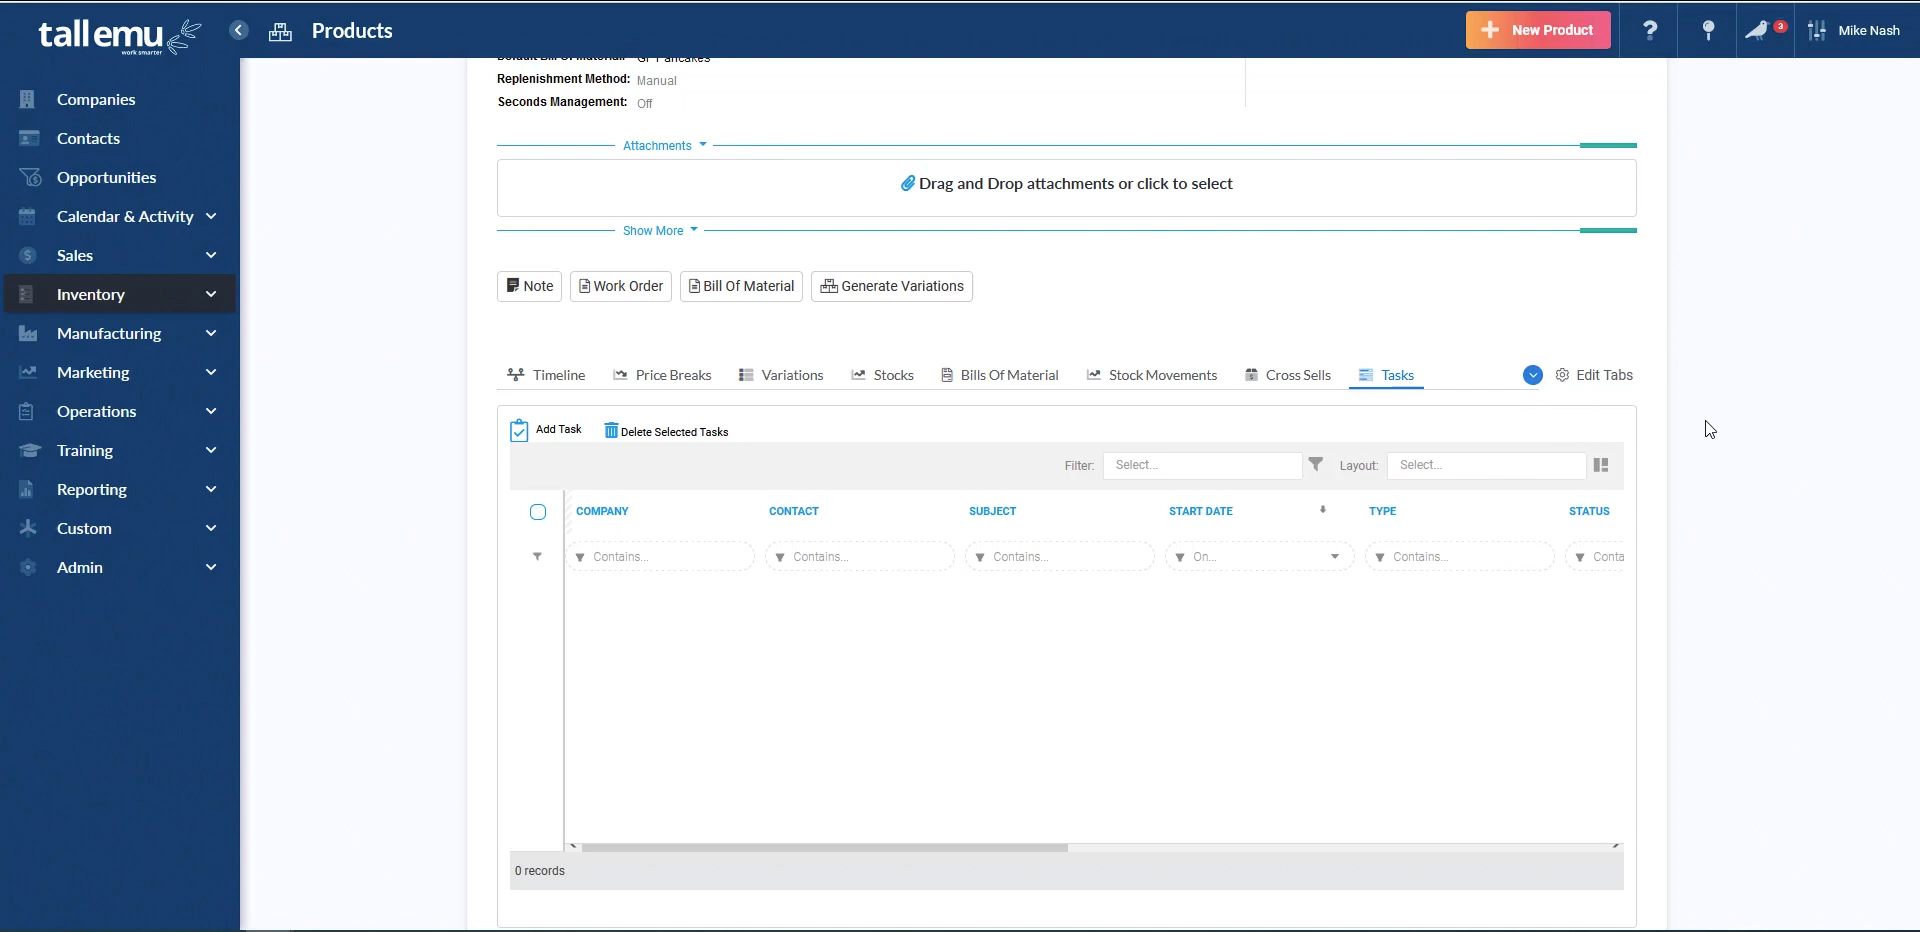 tall emu
work smarter
Products
New Product
?
3
Mike Nash
Companies
Contacts
Opportunities
Calendar & Activity
Sales
Inventory
Manufacturing
Marketing
Operations
Training
Reporting
Custom
Admin
Default Bill Of Material: GF Pancakes
Replenishment Method: Manual
Seconds Management: Off
Attachments
Drag and Drop attachments or click to select
Show More
Note Work Order Bill Of Material Generate Variations
Timeline Price Breaks Variations Stocks Bills Of Material Stock Movements Cross Sells Tasks Edit Tabs
Add Task Delete Selected Tasks
Filter: Select... Layout: Select...
COMPANY CONTACT SUBJECT START DATE TYPE STATUS
Contains... Contains... Contains... On... Contains... Conta
0 records